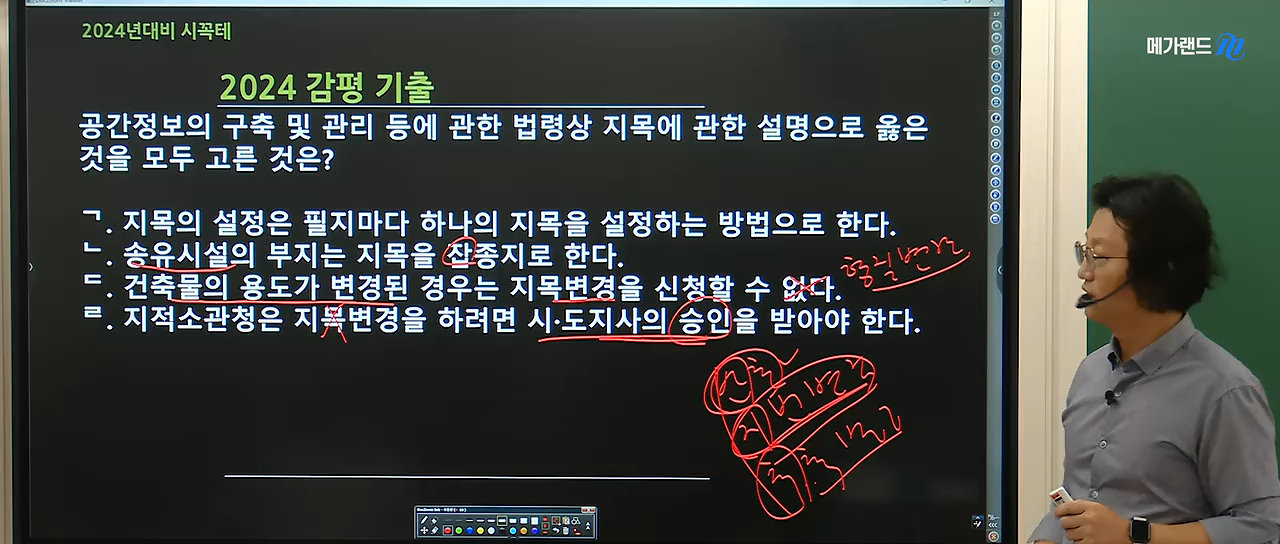 2024년대비 시꼭테
메가랜드
2024 감평 기출
공간정보의 구축 및 관리 등에 관한 법령상 지목에 관한 설명으로 옳은
것을 모두 고른 것은?
ㄱ. 지목의 설정은 필지마다 하나의 지목을 설정하는 방법으로 한다.
ㄴ. 송유시설의 부지는 지목을 잡종지로 한다.
ㄷ. 건축물의 용도가 변경된 경우는 지목변경을 신청할 수 없다.
ㄹ. 지적소관청은 지목변경을 하려면 시·도지사의 승인을 받아야 한다.